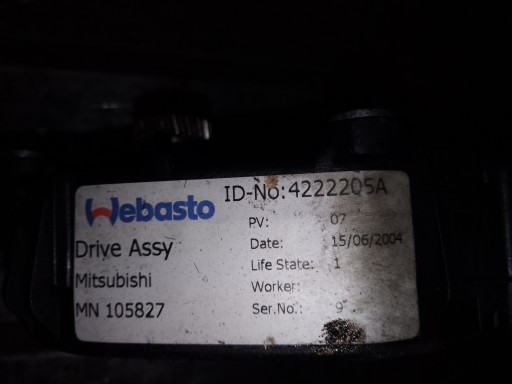 Webasto
Drive Assy
Mitsubishi
MN 105827
ID-No:4222205A
PV: 07
Date: 15/06/2004
Life State: 1
Worker:
Ser.No.: 9